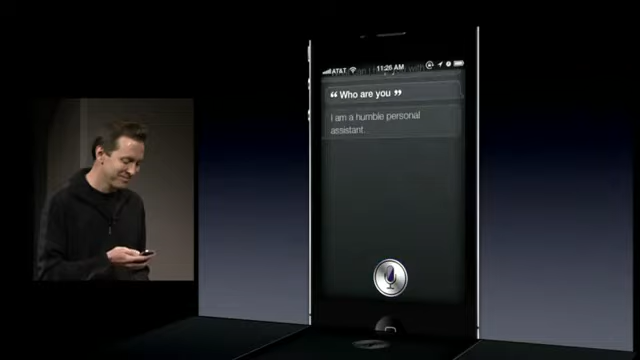 AT&T 11:26 AM
“ Who are you ”
I am a humble personal
assistant.